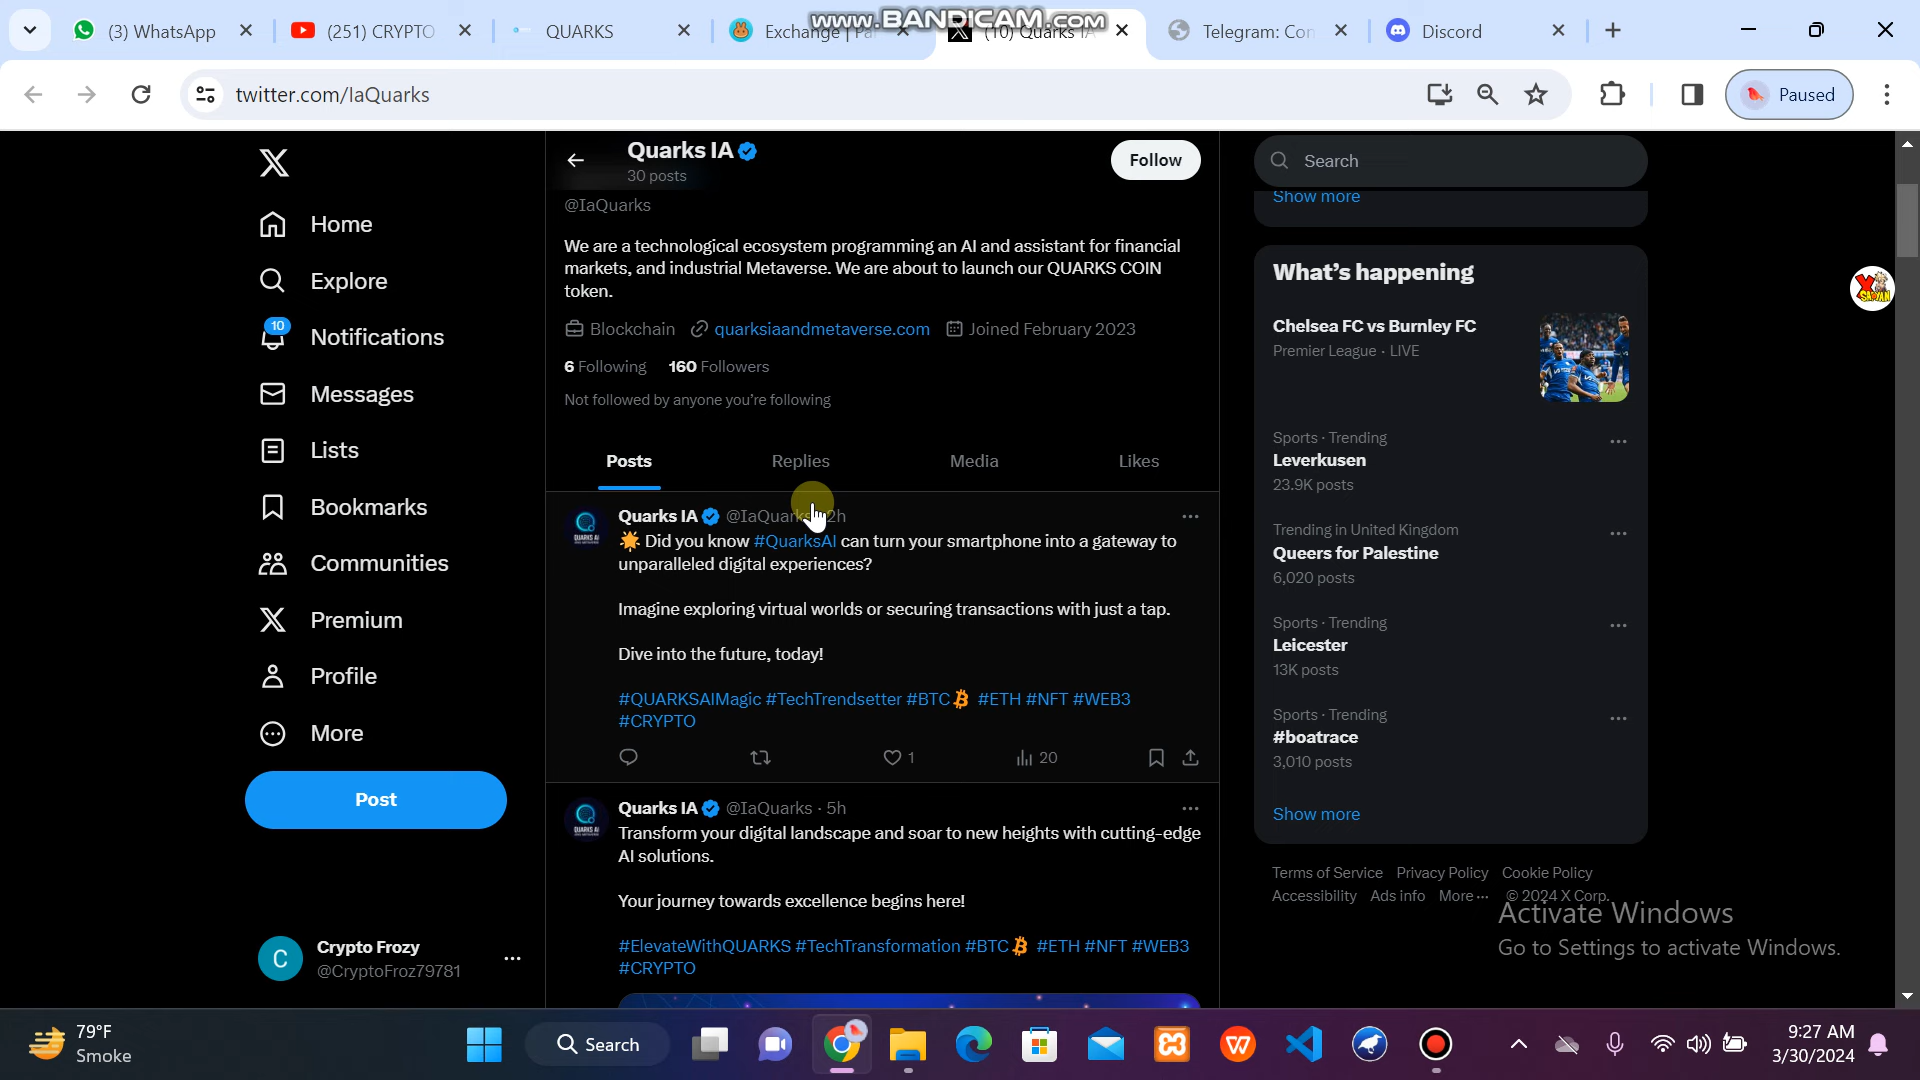 (3) WhatsApp
(251) CRYPTO
QUARKS
Exchange | Pa
(10) Quarks IA
Telegram: Con
Discord
www.BANDICAM.com
twitter.com/IaQuarks
Paused
Home
Explore
10
Notifications
Messages
Lists
Bookmarks
Communities
Premium
Profile
More
Post
Crypto Frozy
@CryptoFroz79781
Quarks IA
30 posts
Follow
@IaQuarks
We are a technological ecosystem programming an AI and assistant for financial
markets, and industrial Metaverse. We are about to launch our QUARKS COIN
token.
Blockchain quarksiaandmetaverse.com Joined February 2023
6 Following 160 Followers
Not followed by anyone you're following
Posts Replies Media Likes
Quarks IA @IaQuarks 2h
Did you know #QuarksAI can turn your smartphone into a gateway to
unparalleled digital experiences?
Imagine exploring virtual worlds or securing transactions with just a tap.
Dive into the future, today!
#QUARKSAIMagic #TechTrendsetter #BTC #ETH #NFT #WEB3
#CRYPTO
1
20
QUARKS AI
Quarks IA @IaQuarks · 5h
Transform your digital landscape and soar to new heights with cutting-edge
AI solutions.
Your journey towards excellence begins here!
#ElevateWithQUARKS #TechTransformation #BTC #ETH #NFT #WEB3
#CRYPTO
QUARKS AI
Search
Show more
What's happening
Chelsea FC vs Burnley FC
Premier League · LIVE
Sports · Trending
Leverkusen
23.9K posts
Trending in United Kingdom
Queers for Palestine
6,020 posts
Sports · Trending
Leicester
13K posts
Sports · Trending
#boatrace
3,010 posts
Show more
Terms of Service Privacy Policy Cookie Policy
Accessibility Ads info More ··· © 2024 X Corp.
Activate Windows
Go to Settings to activate Windows.
79°F
Smoke
Search
9:27 AM
3/30/2024